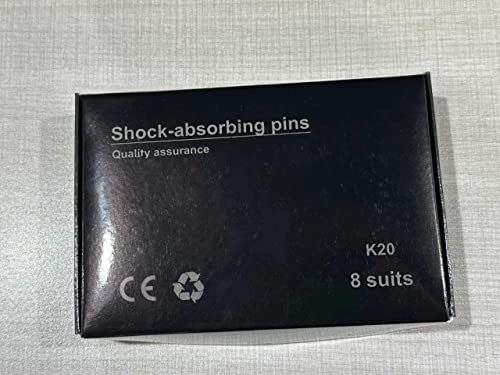 Shock-absorbing pins
Quality assurance
K20
CE
8 suits